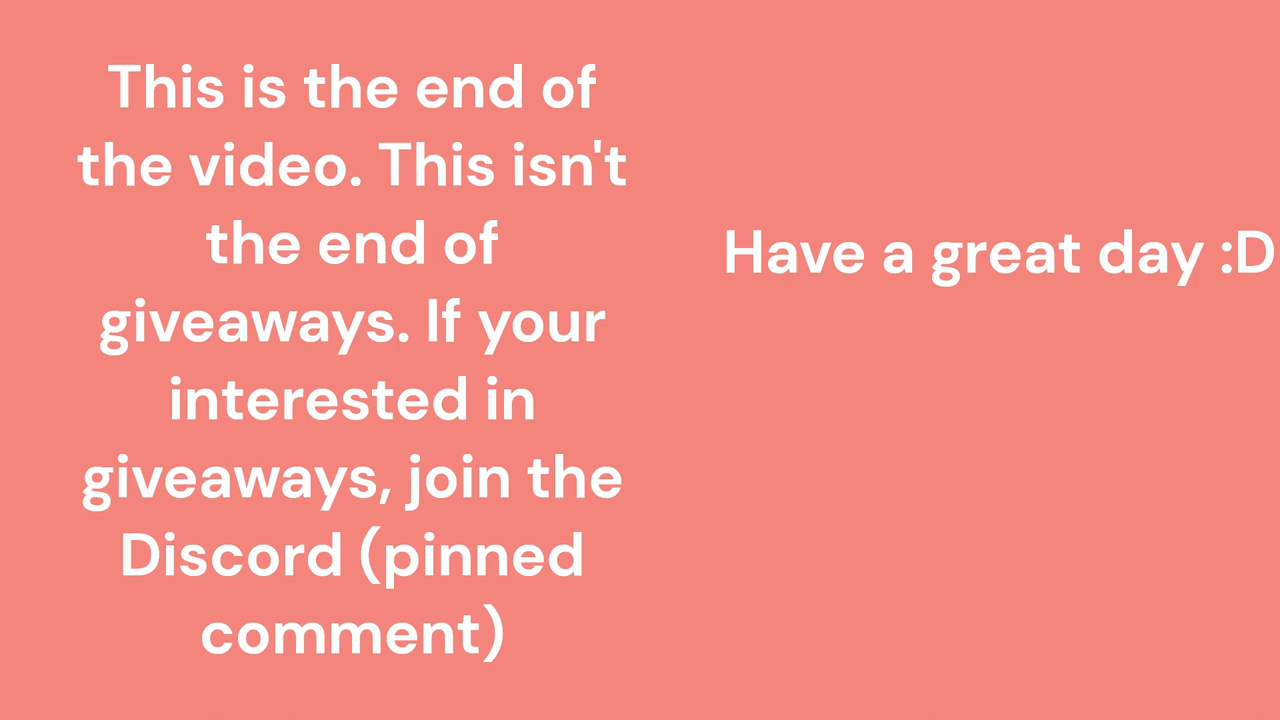 This is the end of
the video. This isn't
the end of
giveaways. If your
interested in
giveaways, join the
Discord (pinned
comment)
Have a great day :D